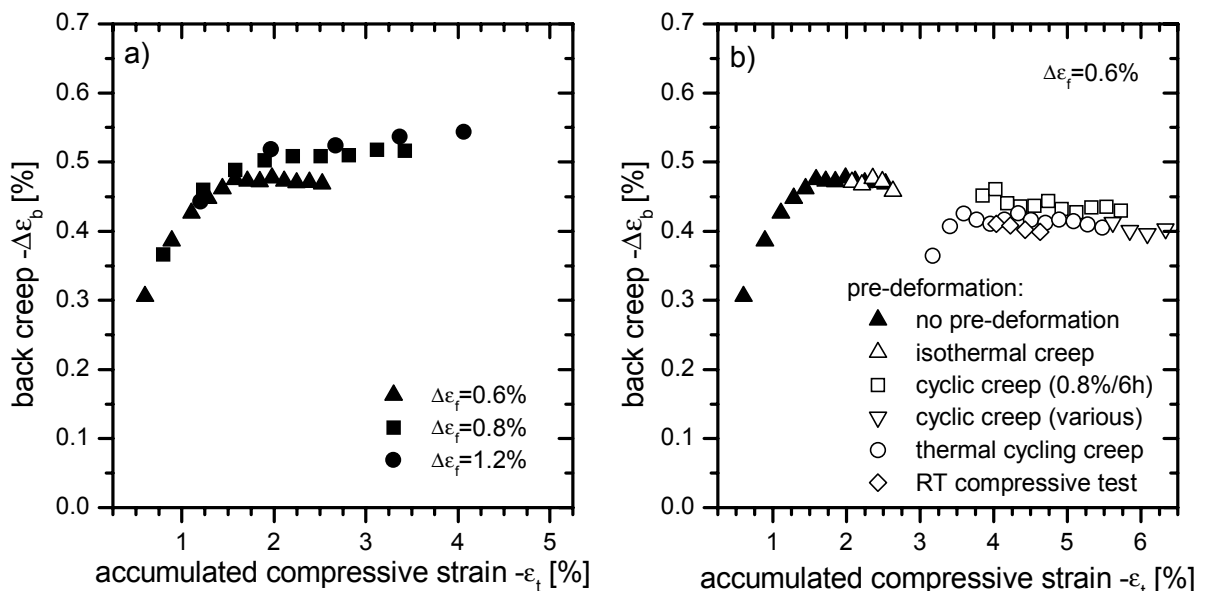 a)
0.7
0.6
0.5
0.4
0.3
0.2
0.1
0.0
back creep -Δε_b [%]
Δε_f=0.6%
Δε_f=0.8%
Δε_f=1.2%
1 2 3 4 5
accumulated compressive strain -ε_t [%]
b)
Δε_f=0.6%
0.7
0.6
0.5
0.4
0.3
0.2
0.1
0.0
back creep -Δε_b [%]
pre-deformation:
no pre-deformation
isothermal creep
cyclic creep (0.8%/6h)
cyclic creep (various)
thermal cycling creep
RT compressive test
1 2 3 4 5 6
accumulated compressive strain -ε_t [%]